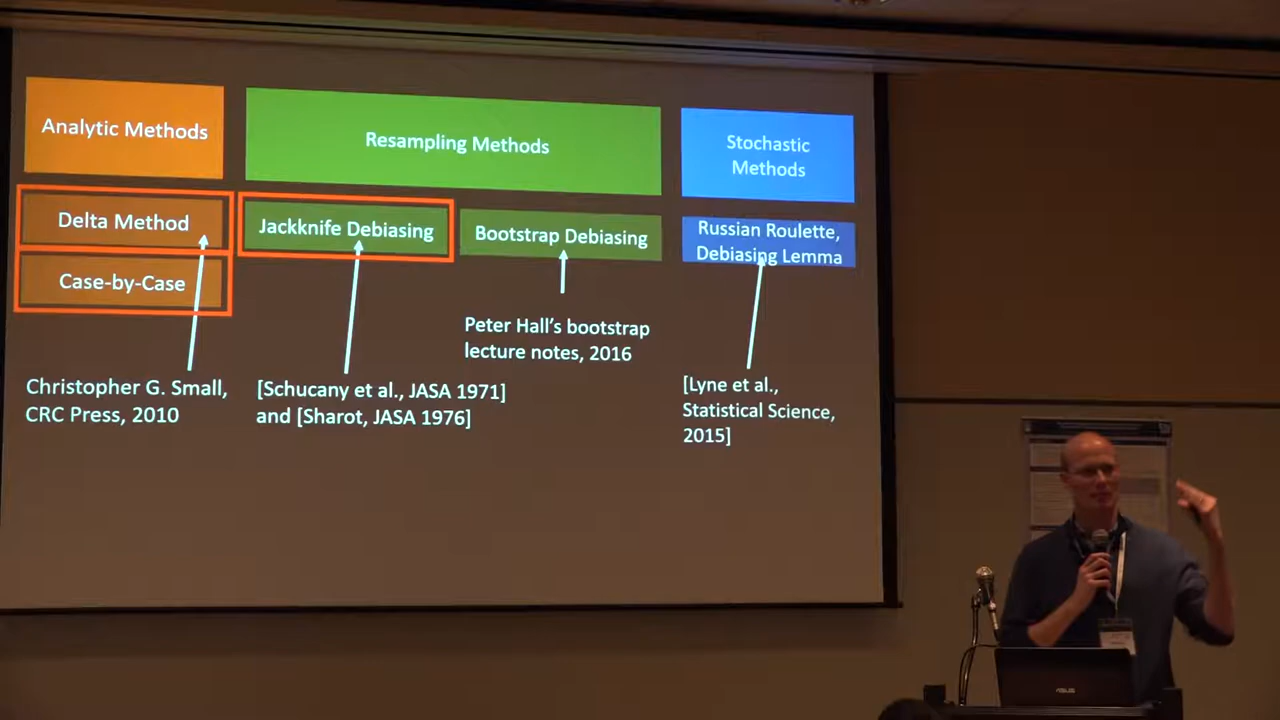 Analytic Methods
Resampling Methods
Stochastic
Methods
Delta Method
Jackknife Debiasing
Bootstrap Debiasing
Russian Roulette,
Debiasing Lemma
Case-by-Case
Peter Hall's bootstrap
lecture notes, 2016
Christopher G. Small,
CRC Press, 2010
[Schucany et al., JASA 1971]
and [Sharot, JASA 1976]
[Lyne et al.,
Statistical Science,
2015]
ASUS